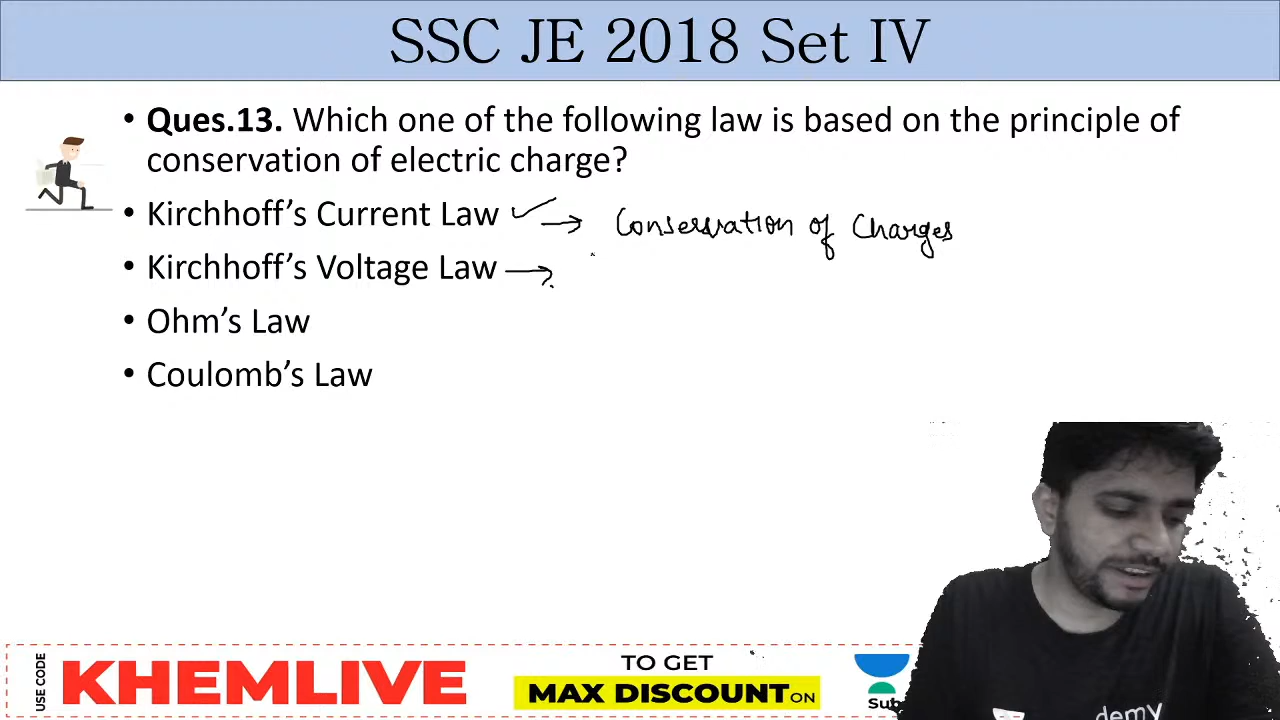 SSC JE 2018 Set IV
• Ques.13. Which one of the following law is based on the principle of
conservation of electric charge?
• Kirchhoff's Current Law → Conservation of Charges
• Kirchhoff's Voltage Law →
• Ohm's Law
• Coulomb's Law
USE CODE
KHEMLIVE
TO GET
MAX DISCOUNT ON
Sub
demy